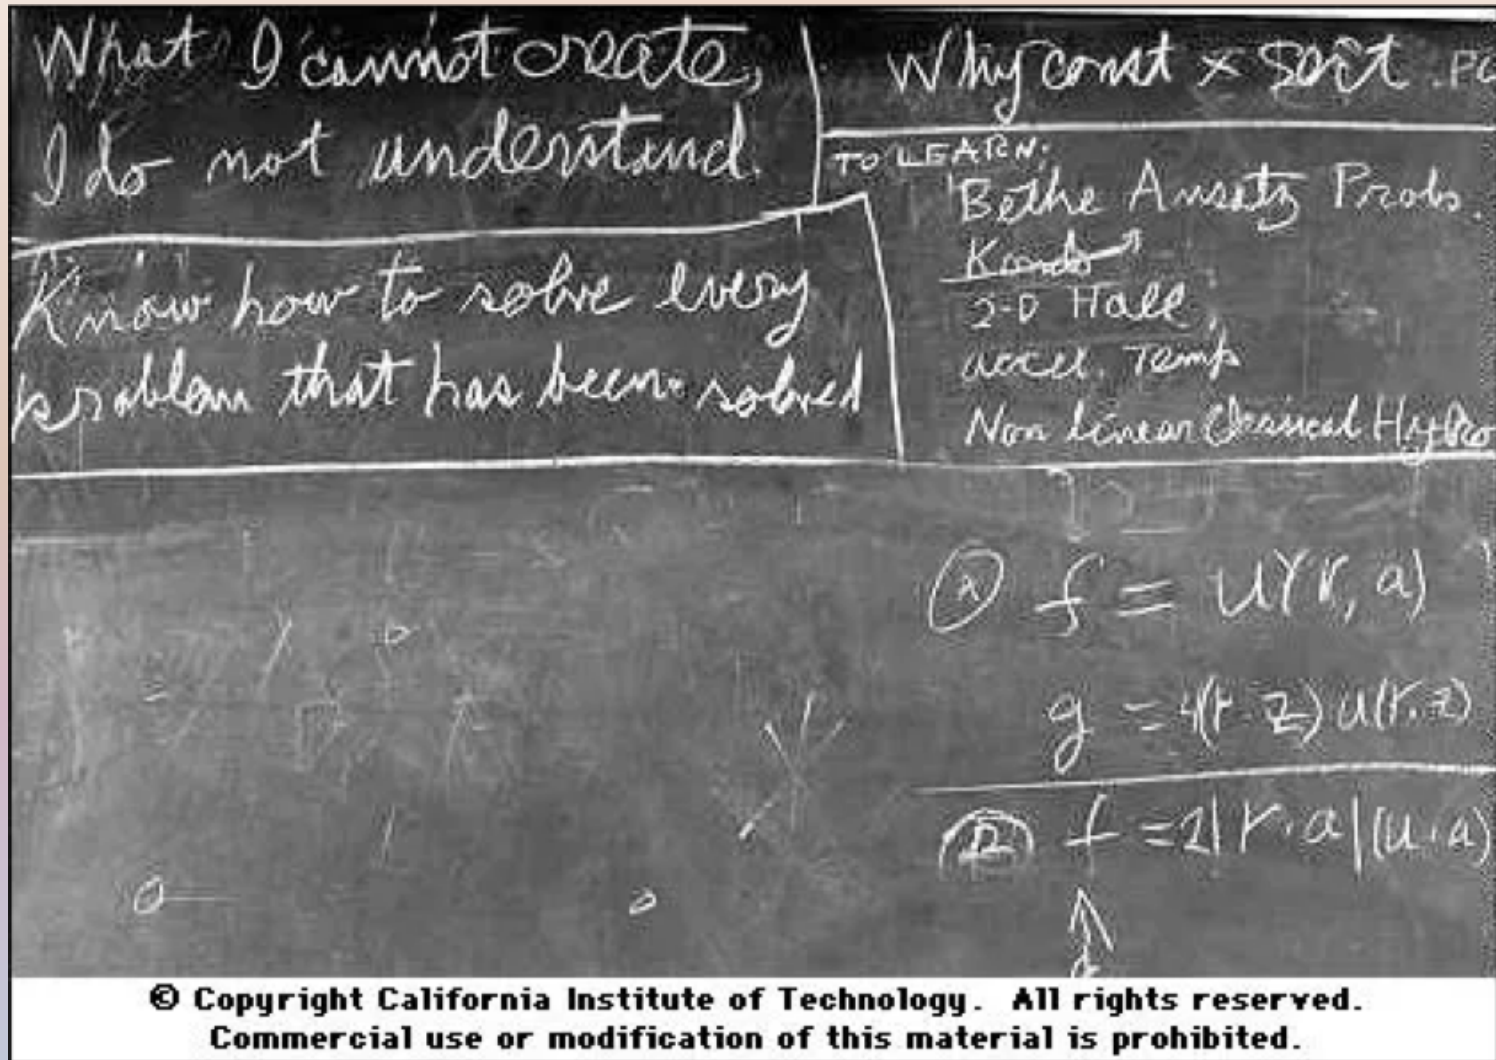 What I cannot create,
I do not understand.
Know how to solve every
problem that has been solved
Why const × sort .PG
TO LEARN:
Bethe Ansatz Probs.
Kondo
2-D Hall
accel. Temp
Non linear Classical Hydro
f = u(r, a)
g = 4(r·z) u(r.z)
f = 2|r·a|(u·a)
© Copyright California Institute of Technology. All rights reserved.
Commercial use or modification of this material is prohibited.